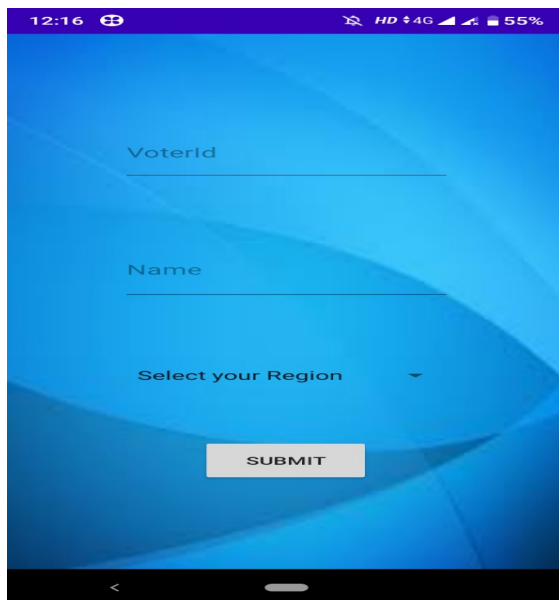 12:16 HD 4G 55%
VoterId
Name
Select your Region
SUBMIT